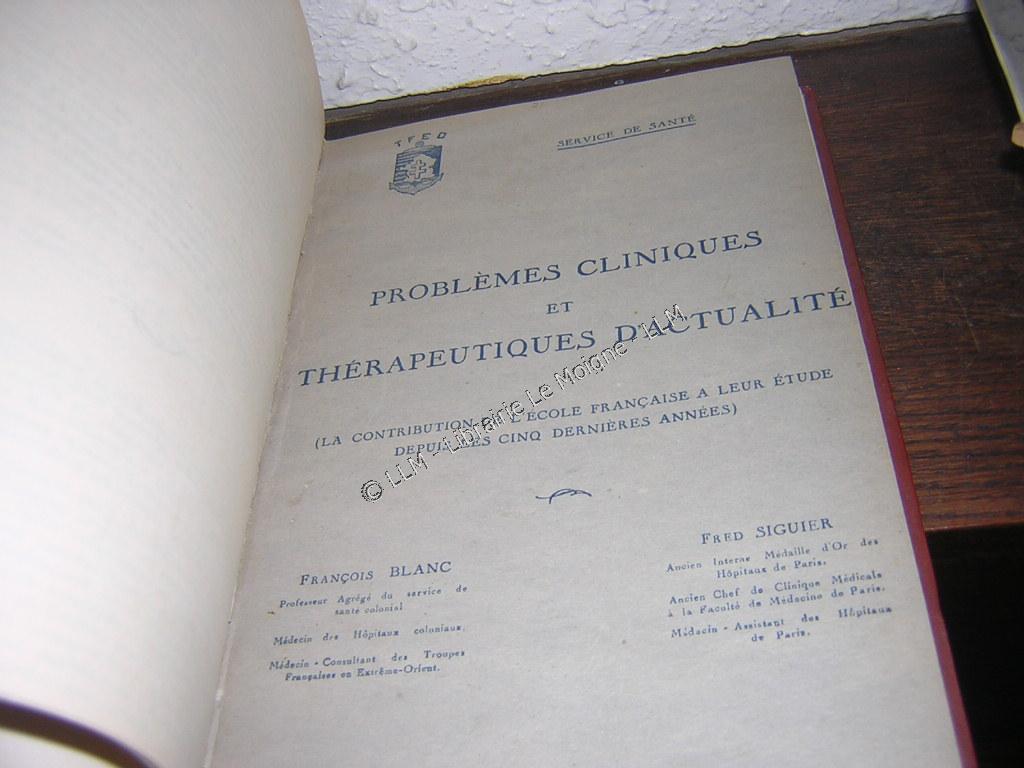 TFEO
SERVICE DE SANTÉ
PROBLÈMES CLINIQUES
ET
THÉRAPEUTIQUES D'ACTUALITÉ
(LA CONTRIBUTION DE L'ÉCOLE FRANÇAISE A LEUR ÉTUDE
DEPUIS LES CINQ DERNIÈRES ANNÉES)
© LLM - Librairie Le Moigne - LLM
FRANÇOIS BLANC
Professeur Agrégé du service de
santé colonial
Médecin des Hôpitaux coloniaux.
Médecin - Consultant des Troupes
Françaises en Extrême-Orient.
FRED SIGUIER
Ancien Interne Médaille d'Or des
Hôpitaux de Paris.
Ancien Chef de Clinique Médicale
à la Faculté de Médecine de Paris.
Médecin - Assistant des Hôpitaux
de Paris.